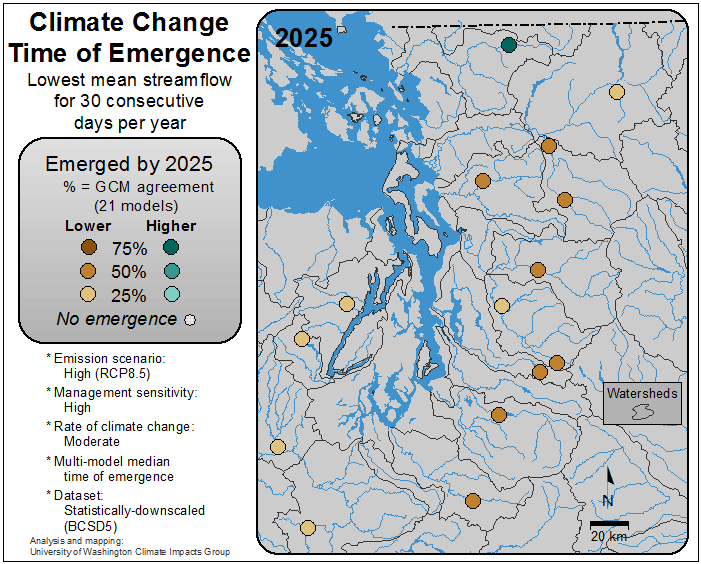 Climate Change
Time of Emergence
Lowest mean streamflow
for 30 consecutive
days per year
Emerged by 2025
% = GCM agreement
(21 models)
Lower Higher
75%
50%
25%
No emergence
* Emission scenario:
High (RCP8.5)
* Management sensitivity:
High
* Rate of climate change:
Moderate
* Multi-model median
time of emergence
* Dataset:
Statistically-downscaled
(BCSD5)
Analysis and mapping:
University of Washington Climate Impacts Group
2025
Watersheds
N
20 km